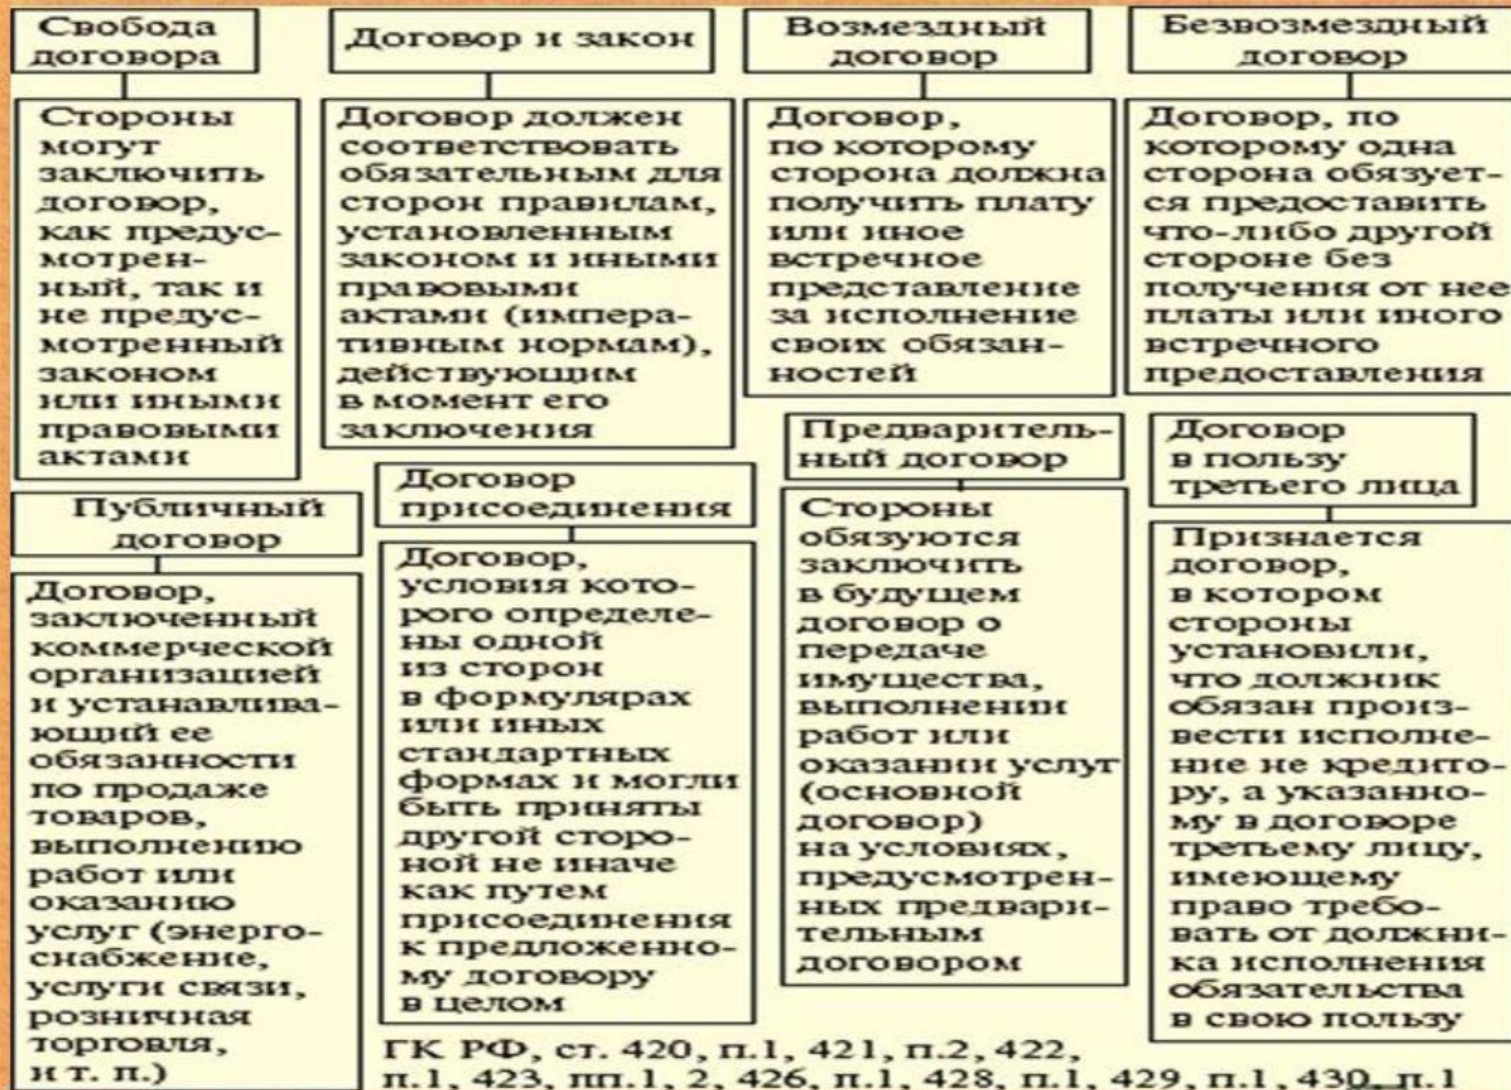 Свобода
договора
Стороны
могут
заключить
договор,
как предус-
мотрен-
ный, так и
не предус-
мотренный
законом
или иными
правовыми
актами
Договор и закон
Договор должен
соответствовать
обязательным для
сторон правилам,
установленным
законом и иными
правовыми
актами (импера-
тивным нормам),
действующим
в момент его
заключения
Возмездный
договор
Договор,
по которому
сторона должна
получить плату
или иное
встречное
представление
за исполнение
своих обязан-
ностей
Безвозмездный
договор
Договор, по
которому одна
сторона обязует-
ся предоставить
что-либо другой
стороне без
получения от нее
платы или иного
встречного
предоставления
Публичный
договор
Договор,
заключенный
коммерческой
организацией
и устанавлива-
ющий ее
обязанности
по продаже
товаров,
выполнению
работ или
оказанию
услуг (энерго-
снабжение,
услуги связи,
розничная
торговля,
и т. п.)
Договор
присоединения
Договор,
условия кото-
рого определе-
ны одной
из сторон
в формулярах
или иных
стандартных
формах и могли
быть приняты
другой сторо-
ной не иначе
как путем
присоединения
к предложенно-
му договору
в целом
Предваритель-
ный договор
Стороны
обязуются
заключить
в будущем
договор о
передаче
имущества,
выполнении
работ или
оказании услуг
(основной
договор)
на условиях,
предусмотрен-
ных предвари-
тельным
договором
Договор
в пользу
третьего лица
Признается
договор,
в котором
стороны
установили,
что должник
обязан произ-
вести исполне-
ние не кредито-
ру, а указанно-
му в договоре
третьему лицу,
имеющему
право требо-
вать от должни-
ка исполнения
обязательства
в свою пользу
ГК РФ, ст. 420, п.1, 421, п.2, 422,
п.1, 423, пп.1, 2, 426, п.1, 428, п.1, 429, п.1, 430 п.1